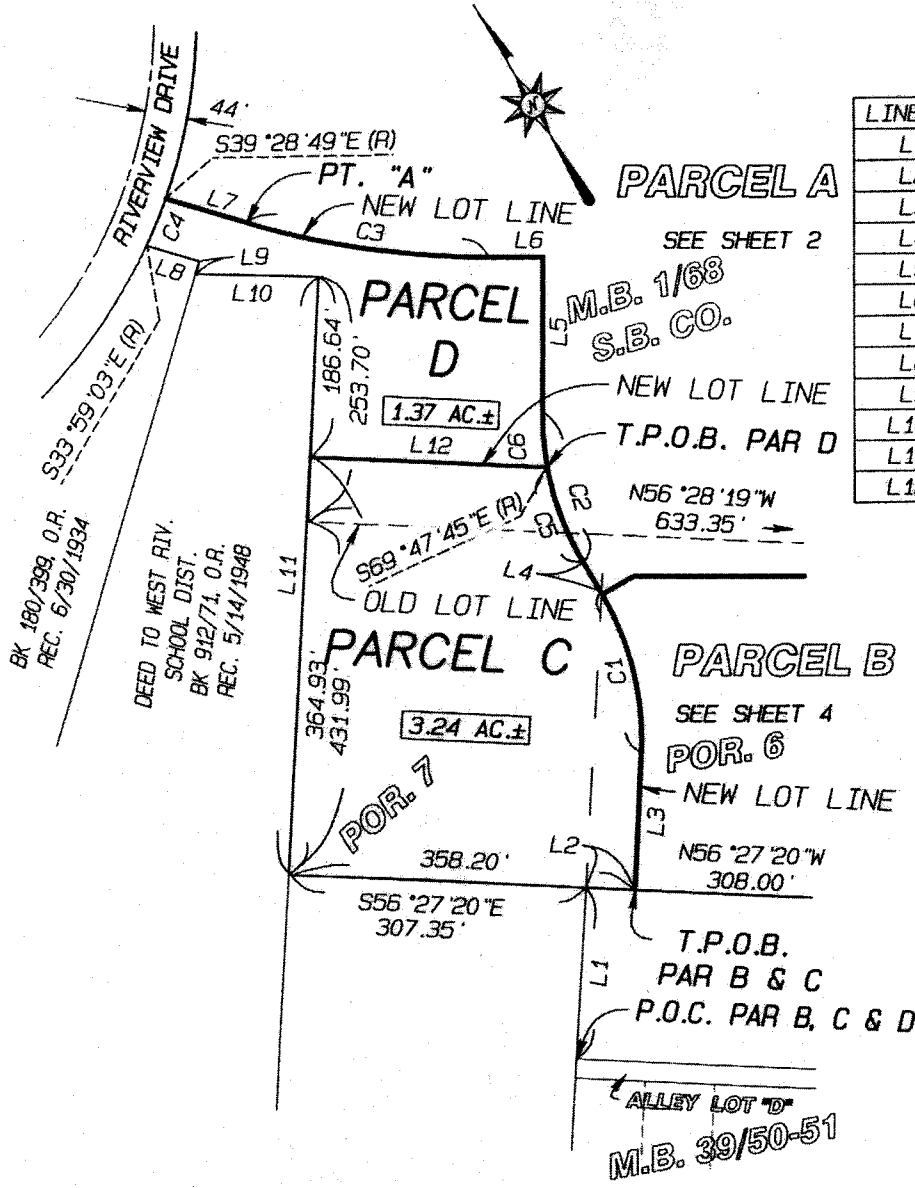 RIVERVIEW DRIVE
44'
S39°28'49"E (R)
PT. "A"
L7
NEW LOT LINE
C3
L6
C4
L8
L9
L10
N
PARCEL A
SEE SHEET 2
M.B. 1/68
S.B. CO.
L5
LINE
PARCEL
D
1.37 AC.±
186.64'
253.70'
NEW LOT LINE
L12
C6
T.P.O.B. PAR D
S33°59'03"E (R)
BK 180/399, O.R.
REC. 6/30/1934
DEED TO WEST RIV.
SCHOOL DIST.
BK 912/71, O.R.
REC. 5/14/1948
L11
S69°47'45"E (R)
C2
C5
N56°28'19"W
633.35'
L4
OLD LOT LINE
PARCEL C
3.24 AC.±
364.93'
431.99'
POR. 7
C1
PARCEL B
SEE SHEET 4
POR. 6
NEW LOT LINE
L3
L2
358.20'
S56°27'20"E
307.35'
N56°27'20"W
308.00'
T.P.O.B.
PAR B & C
L1
P.O.C. PAR B, C & D
ALLEY LOT "D"
M.B. 39/50-51